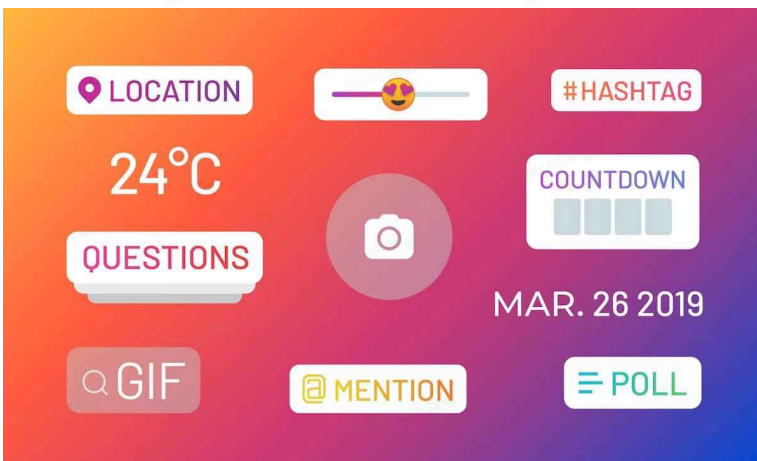 LOCATION
#HASHTAG
24°C
COUNTDOWN
QUESTIONS
MAR. 26 2019
GIF
@ MENTION
POLL